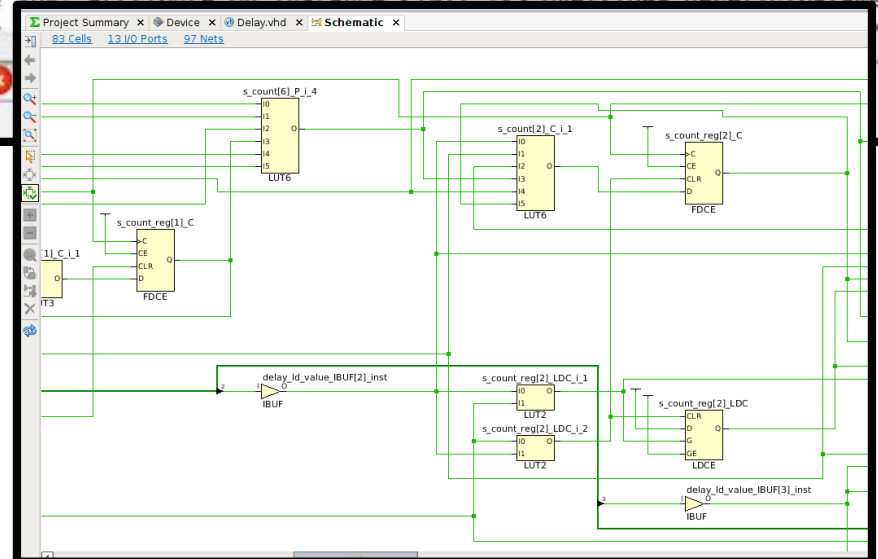 Project Summary × Device × Delay.vhd × Schematic ×
83 Cells 13 I/O Ports 97 Nets
s_count[6]_P_i_4
I0
I1
I2 O
I3
I4
I5
LUT6
s_count[2]_C_i_1
I0
I1
I2 O
I3
I4
I5
LUT6
s_count_reg[2]_C
C
CE
CLR Q
D
FDCE
s_count_reg[1]_C
C
CE
CLR Q
D
FDCE
1]_C_i_1
O
T3
delay_ld_value_IBUF[2]_inst
2 I O
IBUF
s_count_reg[2]_LDC_i_1
I0 O
I1
LUT2
s_count_reg[2]_LDC_i_2
I0 O
I1
LUT2
s_count_reg[2]_LDC
CLR
D Q
G
GE
LDCE
delay_ld_value_IBUF[3]_inst
3 I O
IBUF